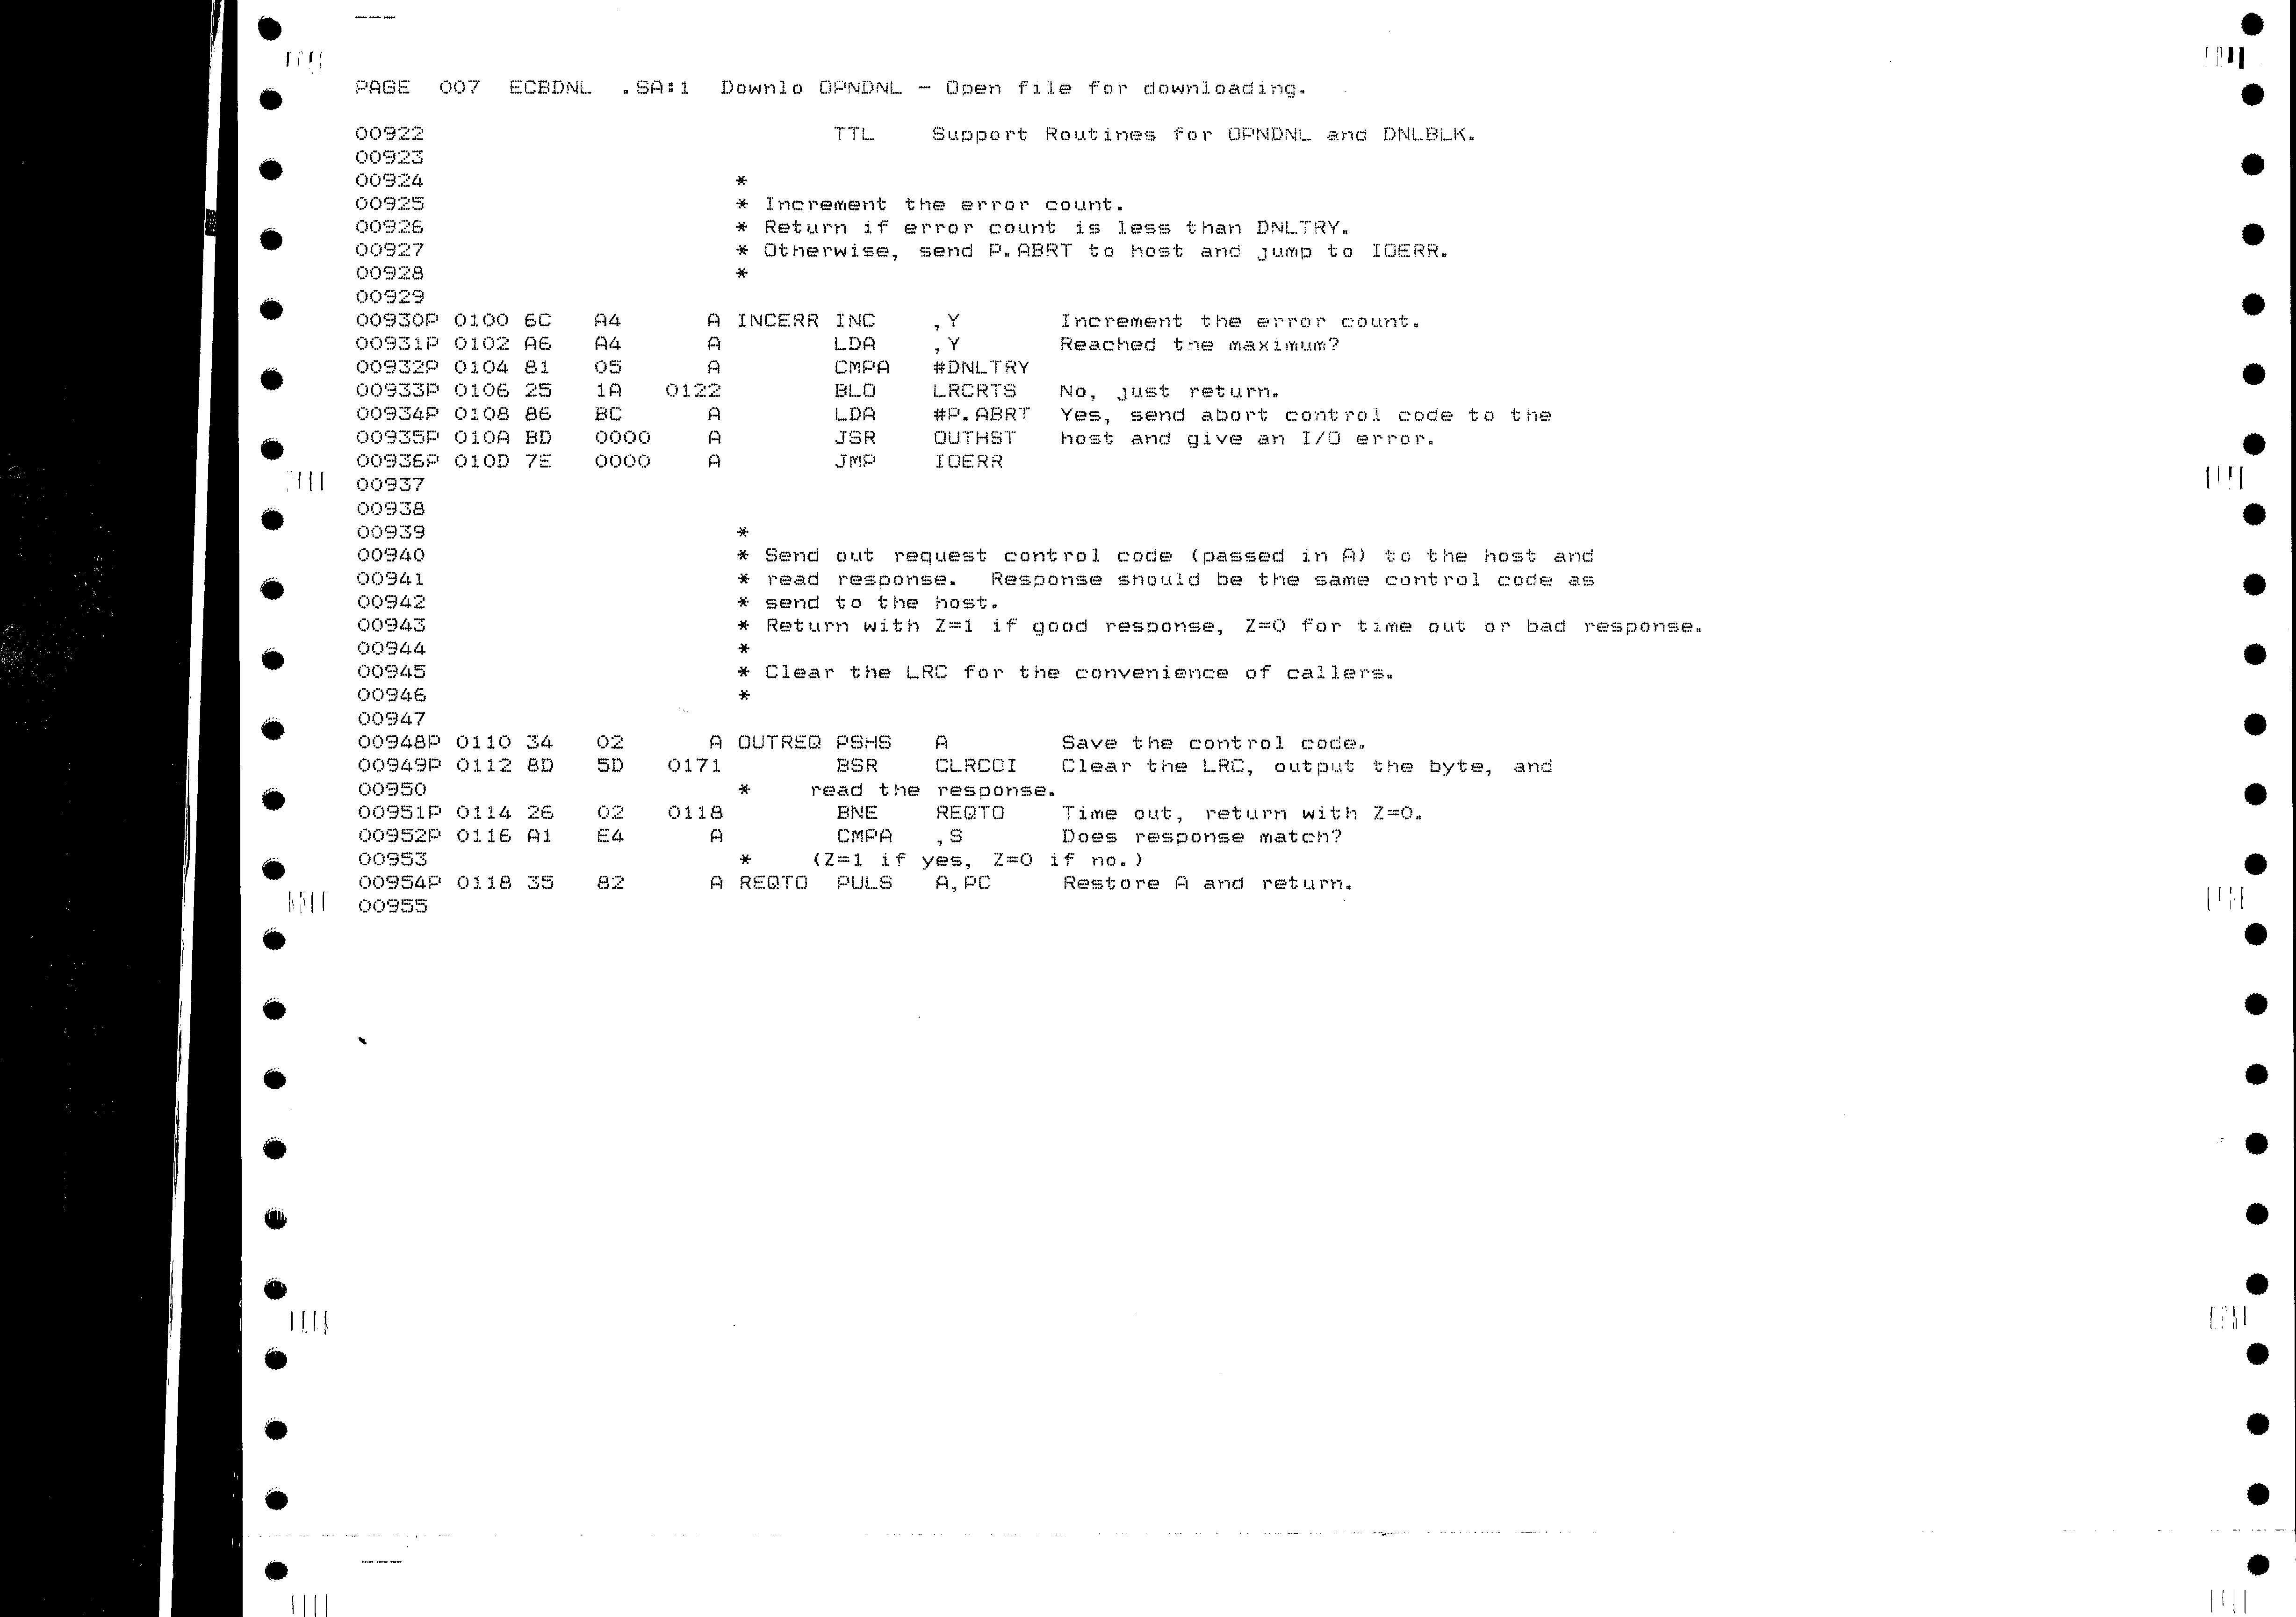 PAGE  007  ECBDNL  .SA:1  Downlo OPNDNL - Open file for downloading.
00922                             TTL    Support Routines for OPNDNL and DNLBLK.
00923
00924                      *
00925                      * Increment the error count.
00926                      * Return if error count is less than DNLTRY.
00927                      * Otherwise, send P.ABRT to host and jump to IOERR.
00928                      *
00929
00930P 0100 6C   A4      A INCERR INC    ,Y       Increment the error count.
00931P 0102 A6   A4      A        LDA    ,Y       Reached the maximum?
00932P 0104 81   05      A        CMPA   #DNLTRY
00933P 0106 25   1A   0122        BLO    LRCRTS   No, just return.
00934P 0108 86   BC      A        LDA    #P.ABRT  Yes, send abort control code to the
00935P 010A BD   0000    A        JSR    OUTHST   host and give an I/O error.
00936P 010D 7E   0000    A        JMP    IOERR
00937
00938
00939                      *
00940                      * Send out request control code (passed in A) to the host and
00941                      * read response.  Response should be the same control code as
00942                      * send to the host.
00943                      * Return with Z=1 if good response, Z=0 for time out or bad response.
00944                      *
00945                      * Clear the LRC for the convenience of callers.
00946                      *
00947
00948P 0110 34   02      A OUTREQ PSHS   A        Save the control code.
00949P 0112 8D   5D   0171        BSR    CLRCOI   Clear the LRC, output the byte, and
00950                      *    read the response.
00951P 0114 26   02   0118        BNE    REQTO    Time out, return with Z=0.
00952P 0116 A1   E4      A        CMPA   ,S       Does response match?
00953                      *    (Z=1 if yes, Z=0 if no.)
00954P 0118 35   82      A REQTO  PULS   A,PC     Restore A and return.
00955